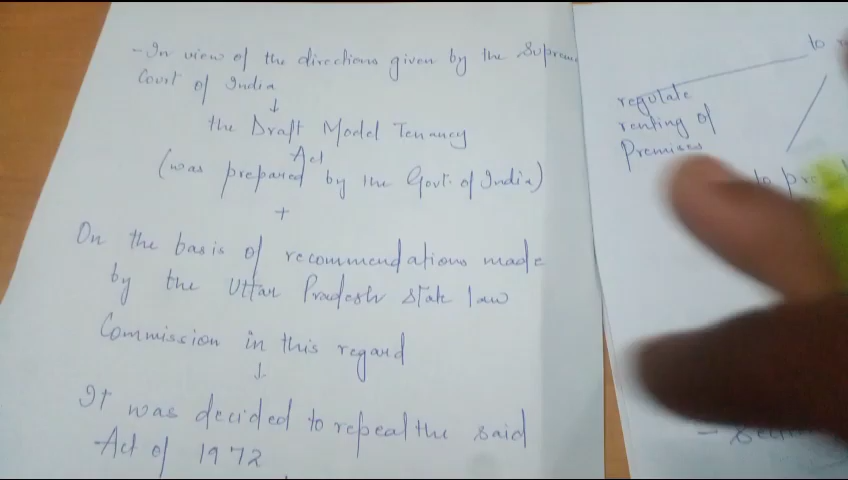 - In view of the directions given by the Supreme
Court of India
↓
the Draft Model Tenancy
Act
(was prepared by the Govt. of India)
+
On the basis of recommendations made
by the Uttar Pradesh State law
Commission in this regard
↓
It was decided to repeal the said
Act of 1972
to
regulate
renting of
Premises
to